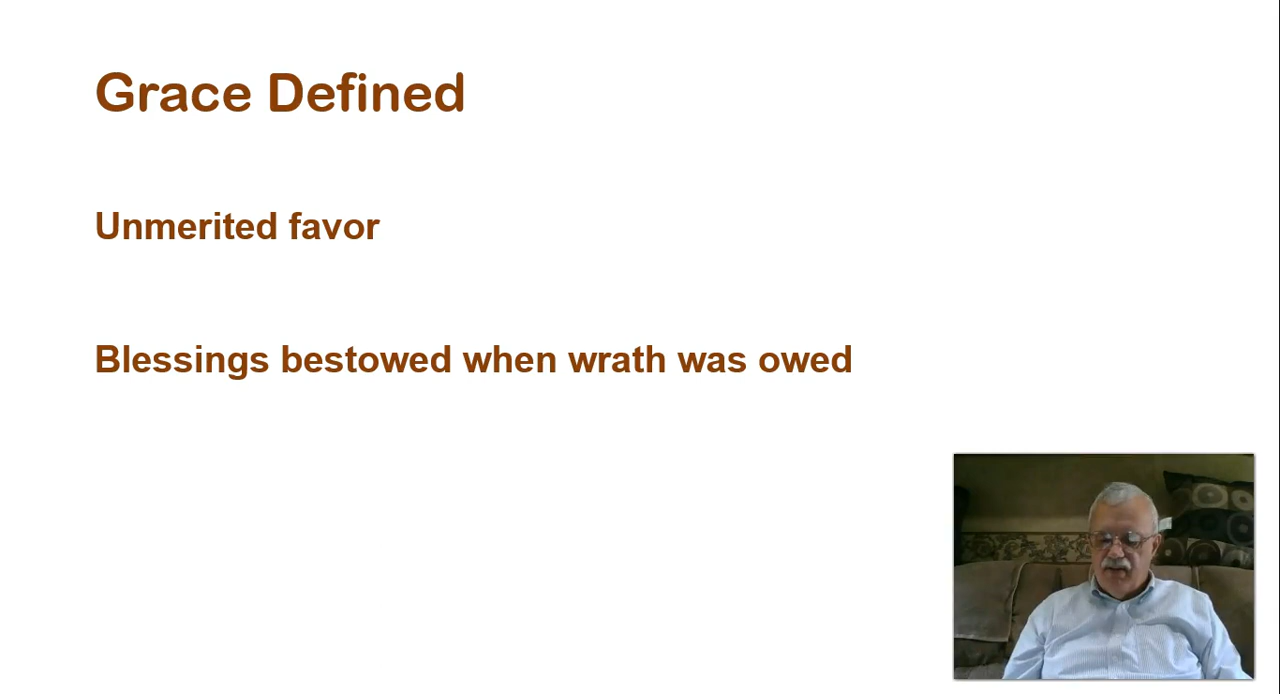 Grace Defined
Unmerited favor
Blessings bestowed when wrath was owed